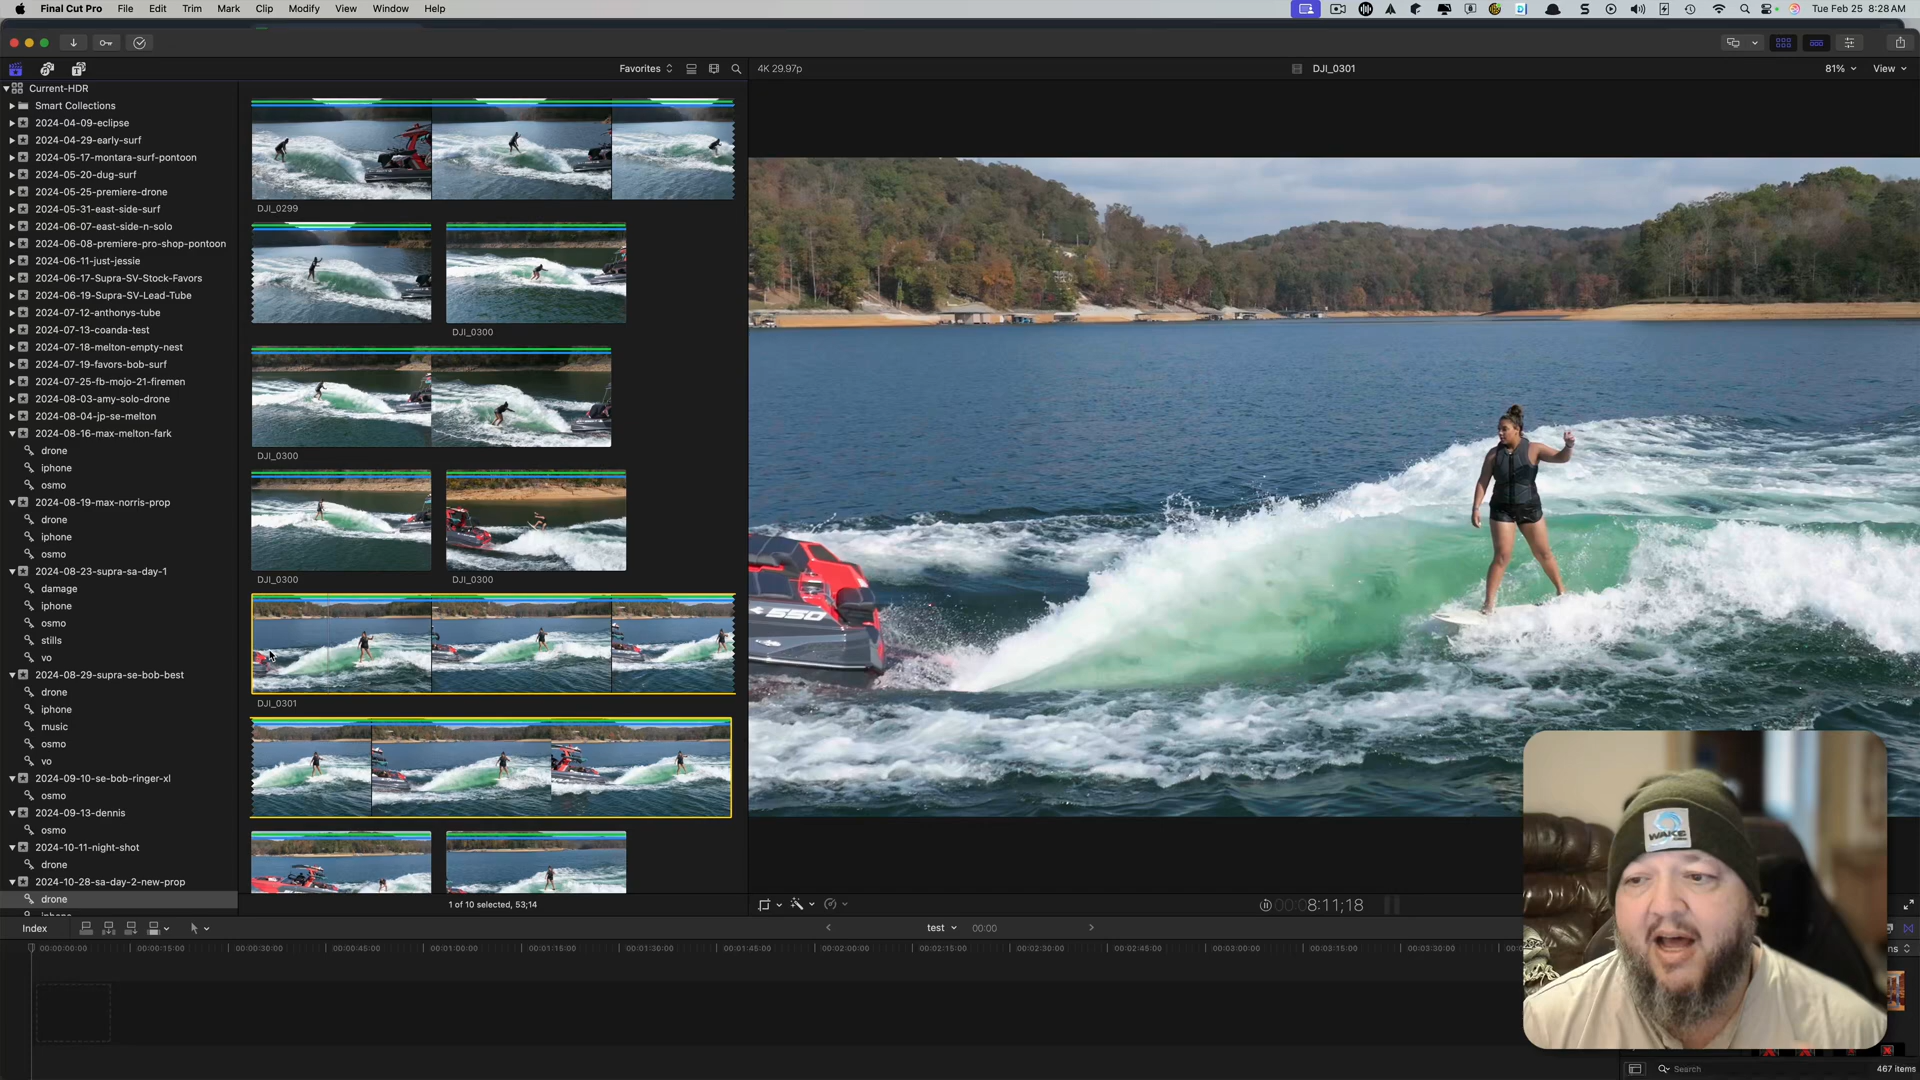 Final Cut Pro File Edit Trim Mark Clip Modify View Window Help
Tue Feb 25 8:28 AM
Favorites
4K 29.97p
DJI_0301
81%
View
Current-HDR
Smart Collections
2024-04-09-eclipse
2024-04-29-early-surf
2024-05-17-montara-surf-pontoon
2024-05-20-dug-surf
2024-05-25-premiere-drone
2024-05-31-east-side-surf
2024-06-07-east-side-n-solo
2024-06-08-premiere-pro-shop-pontoon
2024-06-11-just-jessie
2024-06-17-Supra-SV-Stock-Favors
2024-06-19-Supra-SV-Lead-Tube
2024-07-12-anthonys-tube
2024-07-13-coanda-test
2024-07-18-melton-empty-nest
2024-07-19-favors-bob-surf
2024-07-25-fb-mojo-21-firemen
2024-08-03-amy-solo-drone
2024-08-04-jp-se-melton
2024-08-16-max-melton-fark
drone
iphone
osmo
2024-08-19-max-norris-prop
drone
iphone
osmo
2024-08-23-supra-sa-day-1
damage
iphone
osmo
stills
vo
2024-08-29-supra-se-bob-best
drone
iphone
music
osmo
vo
2024-09-10-se-bob-ringer-xl
osmo
2024-09-13-dennis
osmo
2024-10-11-night-shot
drone
2024-10-28-sa-day-2-new-prop
drone
DJI_0299
DJI_0300
DJI_0300
DJI_0300
DJI_0300
DJI_0301
1 of 10 selected, 53;14
550
WAKE
00:00:8:11;18
Index
test
00:00
00:00:00:00
00:00:15:00
00:00:30:00
00:00:45:00
00:01:00:00
00:01:15:00
00:01:30:00
00:01:45:00
00:02:00:00
00:02:15:00
00:02:30:00
00:02:45:00
00:03:00:00
00:03:15:00
00:03:30:00
Search
467 items